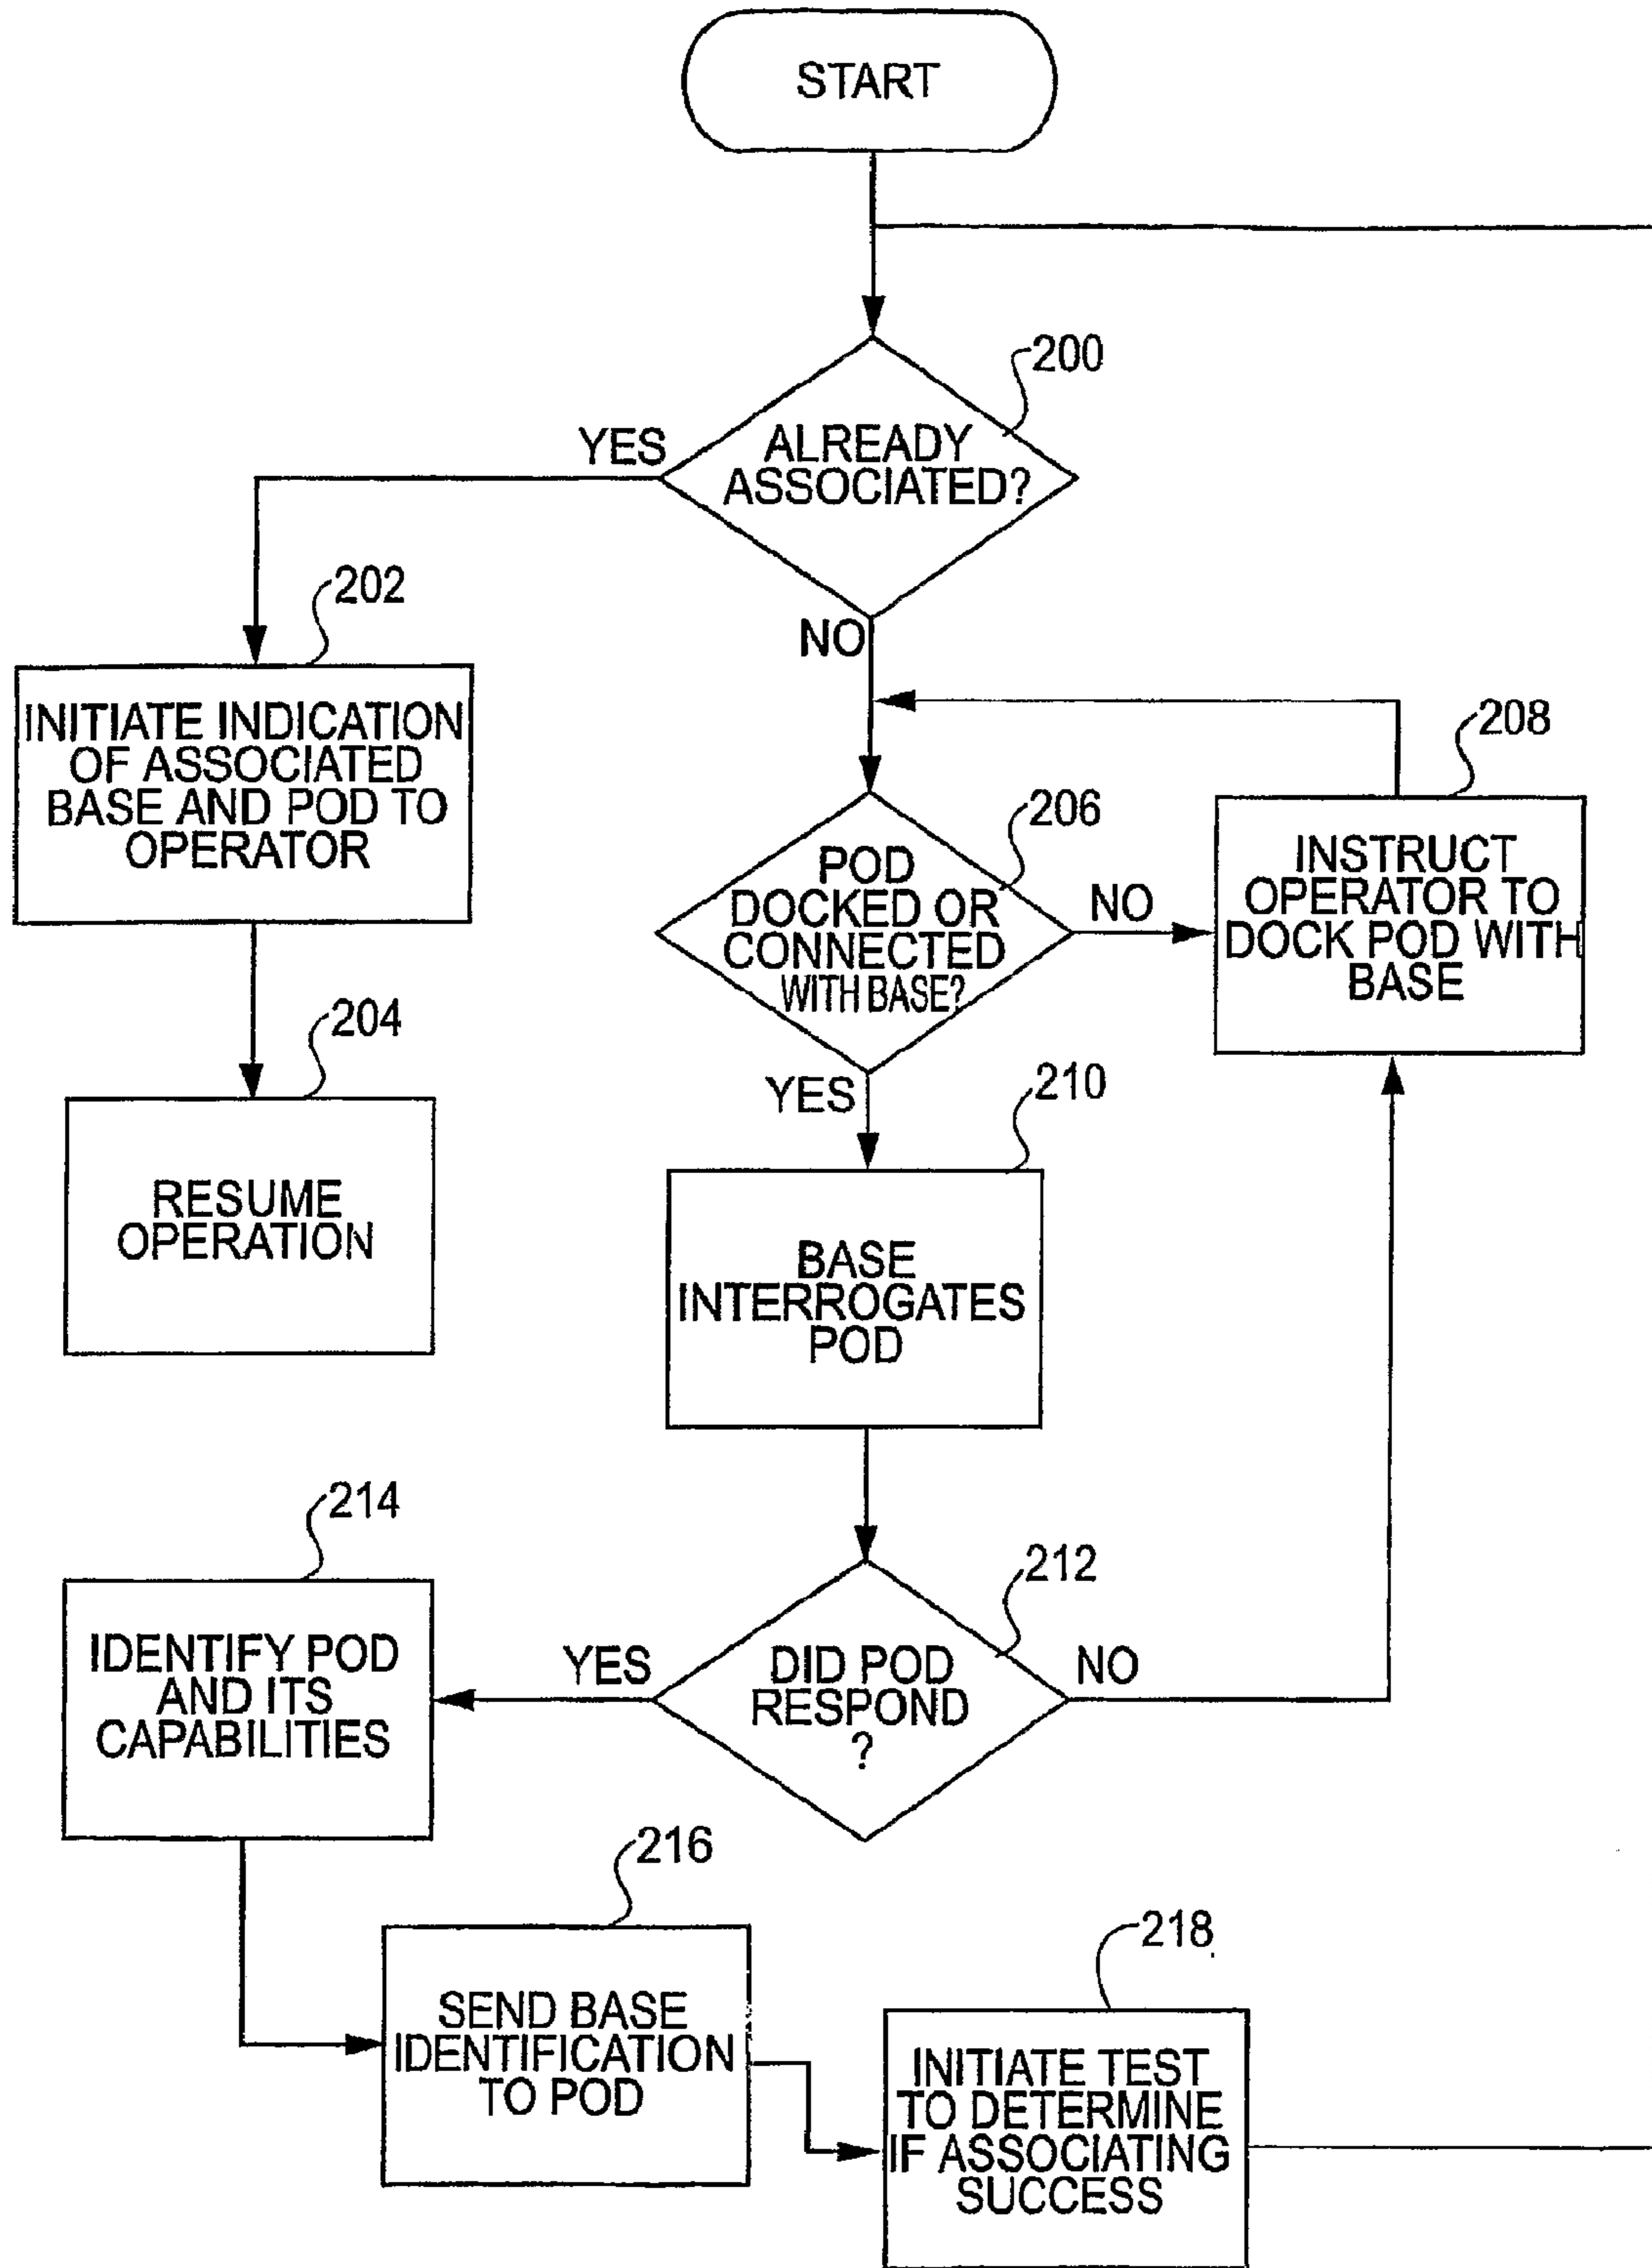 START
200
ALREADY
ASSOCIATED?
YES
NO
202
INITIATE INDICATION
OF ASSOCIATED
BASE AND POD TO
OPERATOR
204
RESUME
OPERATION
206
POD
DOCKED OR
CONNECTED
WITH BASE?
NO
YES
208
INSTRUCT
OPERATOR TO
DOCK POD WITH
BASE
210
BASE
INTERROGATES
POD
212
DID POD
RESPOND
?
YES
NO
214
IDENTIFY POD
AND ITS
CAPABILITIES
216
SEND BASE
IDENTIFICATION
TO POD
218
INITIATE TEST
TO DETERMINE
IF ASSOCIATING
SUCCESS